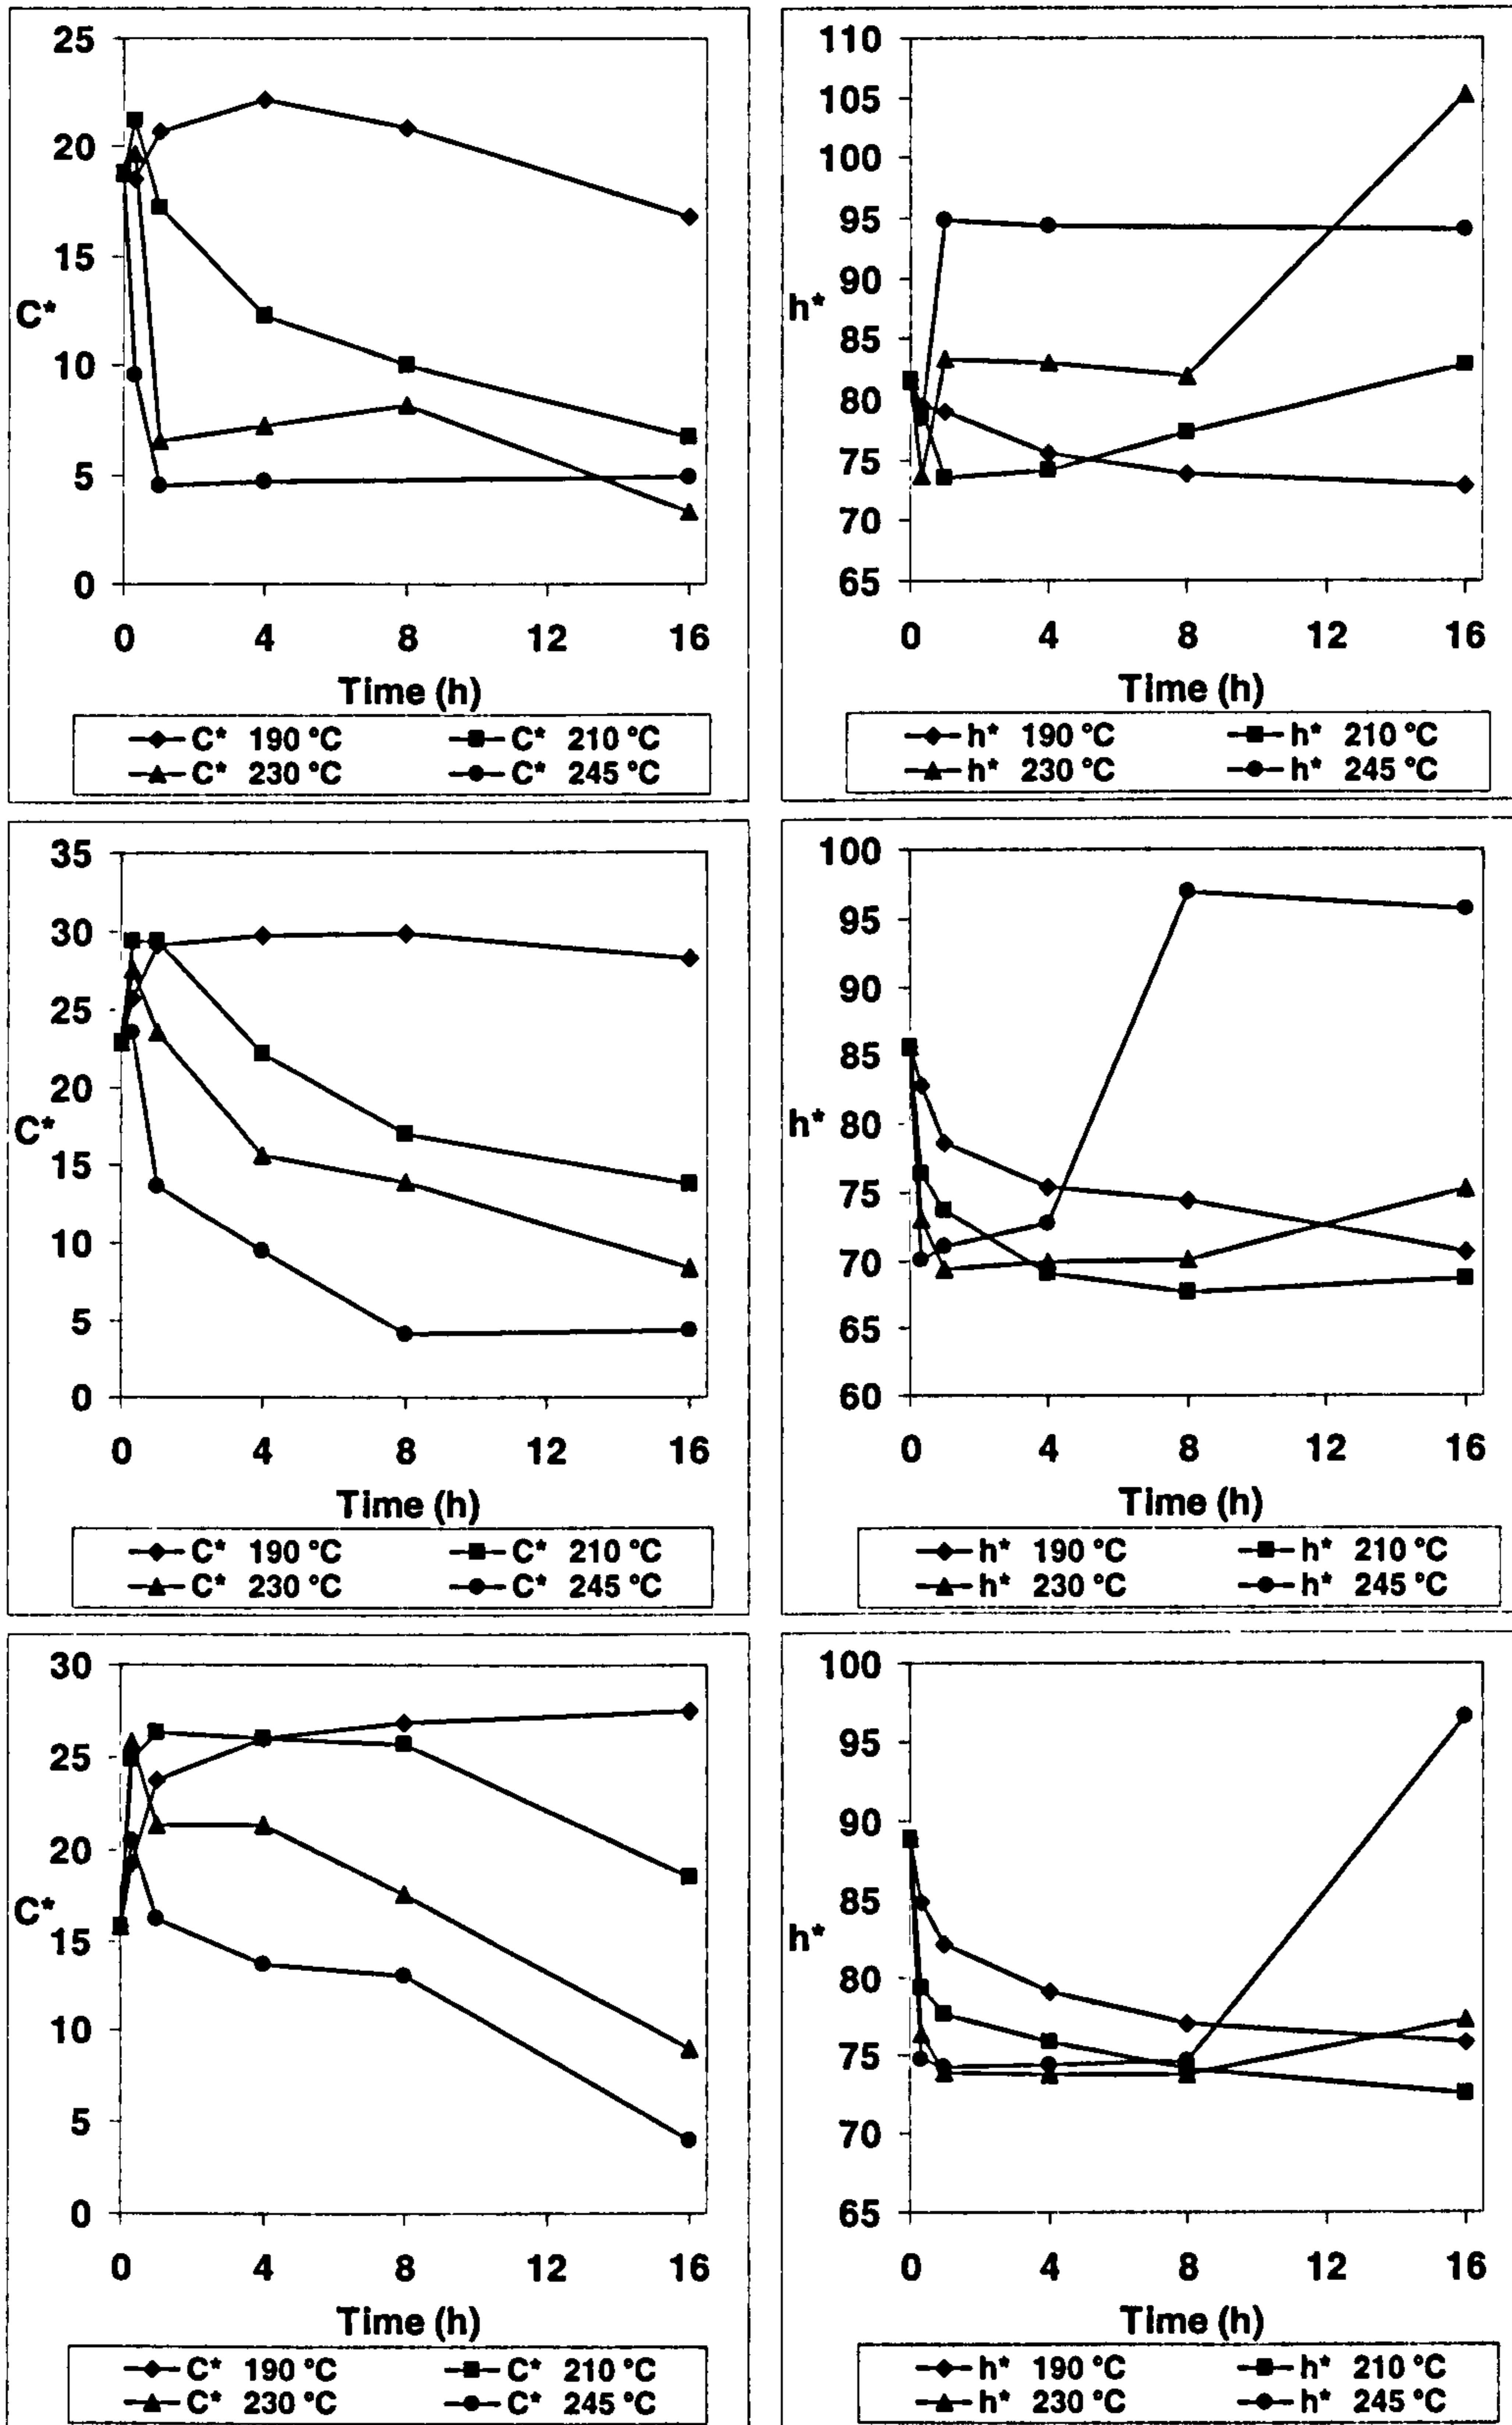 25
20
15
C*
10
5
0
0 4 8 12 16
Time (h)
C* 190 °C C* 210 °C
C* 230 °C C* 245 °C
110
105
100
95
90
h*
85
80
75
70
65
0 4 8 12 16
Time (h)
h* 190 °C h* 210 °C
h* 230 °C h* 245 °C
35
30
25
20
C*
15
10
5
0
0 4 8 12 16
Time (h)
C* 190 °C C* 210 °C
C* 230 °C C* 245 °C
100
95
90
85
h* 80
75
70
65
60
0 4 8 12 16
Time (h)
h* 190 °C h* 210 °C
h* 230 °C h* 245 °C
30
25
20
C*
15
10
5
0
0 4 8 12 16
Time (h)
C* 190 °C C* 210 °C
C* 230 °C C* 245 °C
100
95
90
85
h*
80
75
70
65
0 4 8 12 16
Time (h)
h* 190 °C h* 210 °C
h* 230 °C h* 245 °C